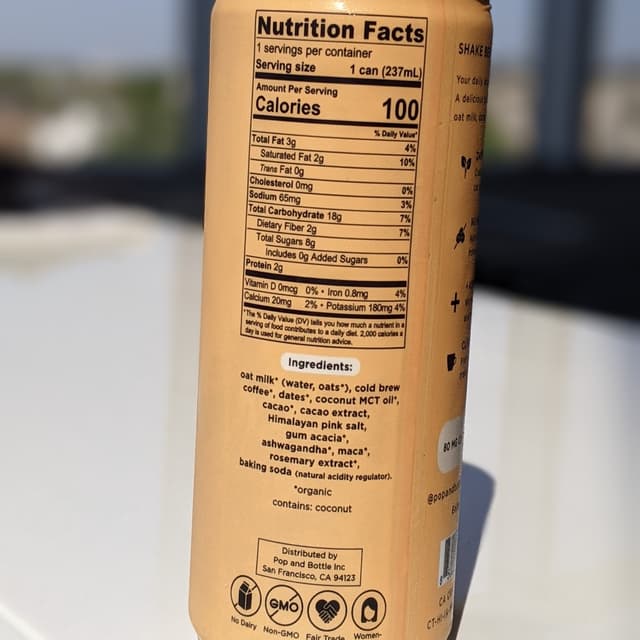 Nutrition Facts
1 servings per container
Serving size 1 can (237mL)
Amount Per Serving
Calories 100
% Daily Value*
Total Fat 3g 4%
Saturated Fat 2g 10%
Trans Fat 0g
Cholesterol 0mg 0%
Sodium 65mg 3%
Total Carbohydrate 18g 7%
Dietary Fiber 2g 7%
Total Sugars 8g
Includes 0g Added Sugars 0%
Protein 2g
Vitamin D 0mcg 0% • Iron 0.8mg 4%
Calcium 20mg 2% • Potassium 180mg 4%
*The % Daily Value (DV) tells you how much a nutrient in a
serving of food contributes to a daily diet. 2,000 calories a
day is used for general nutrition advice.
Ingredients:
oat milk* (water, oats*), cold brew
coffee*, dates*, coconut MCT oil*,
cacao*, cacao extract,
Himalayan pink salt,
gum acacia*,
ashwagandha*, maca*,
rosemary extract*,
baking soda (natural acidity regulator).
*organic
contains: coconut
Distributed by
Pop and Bottle Inc
San Francisco, CA 94123
GMO
No Dairy Non-GMO Fair Trade Women-
SHAKE
Your daily
A delicious
oat milk,
80 MG